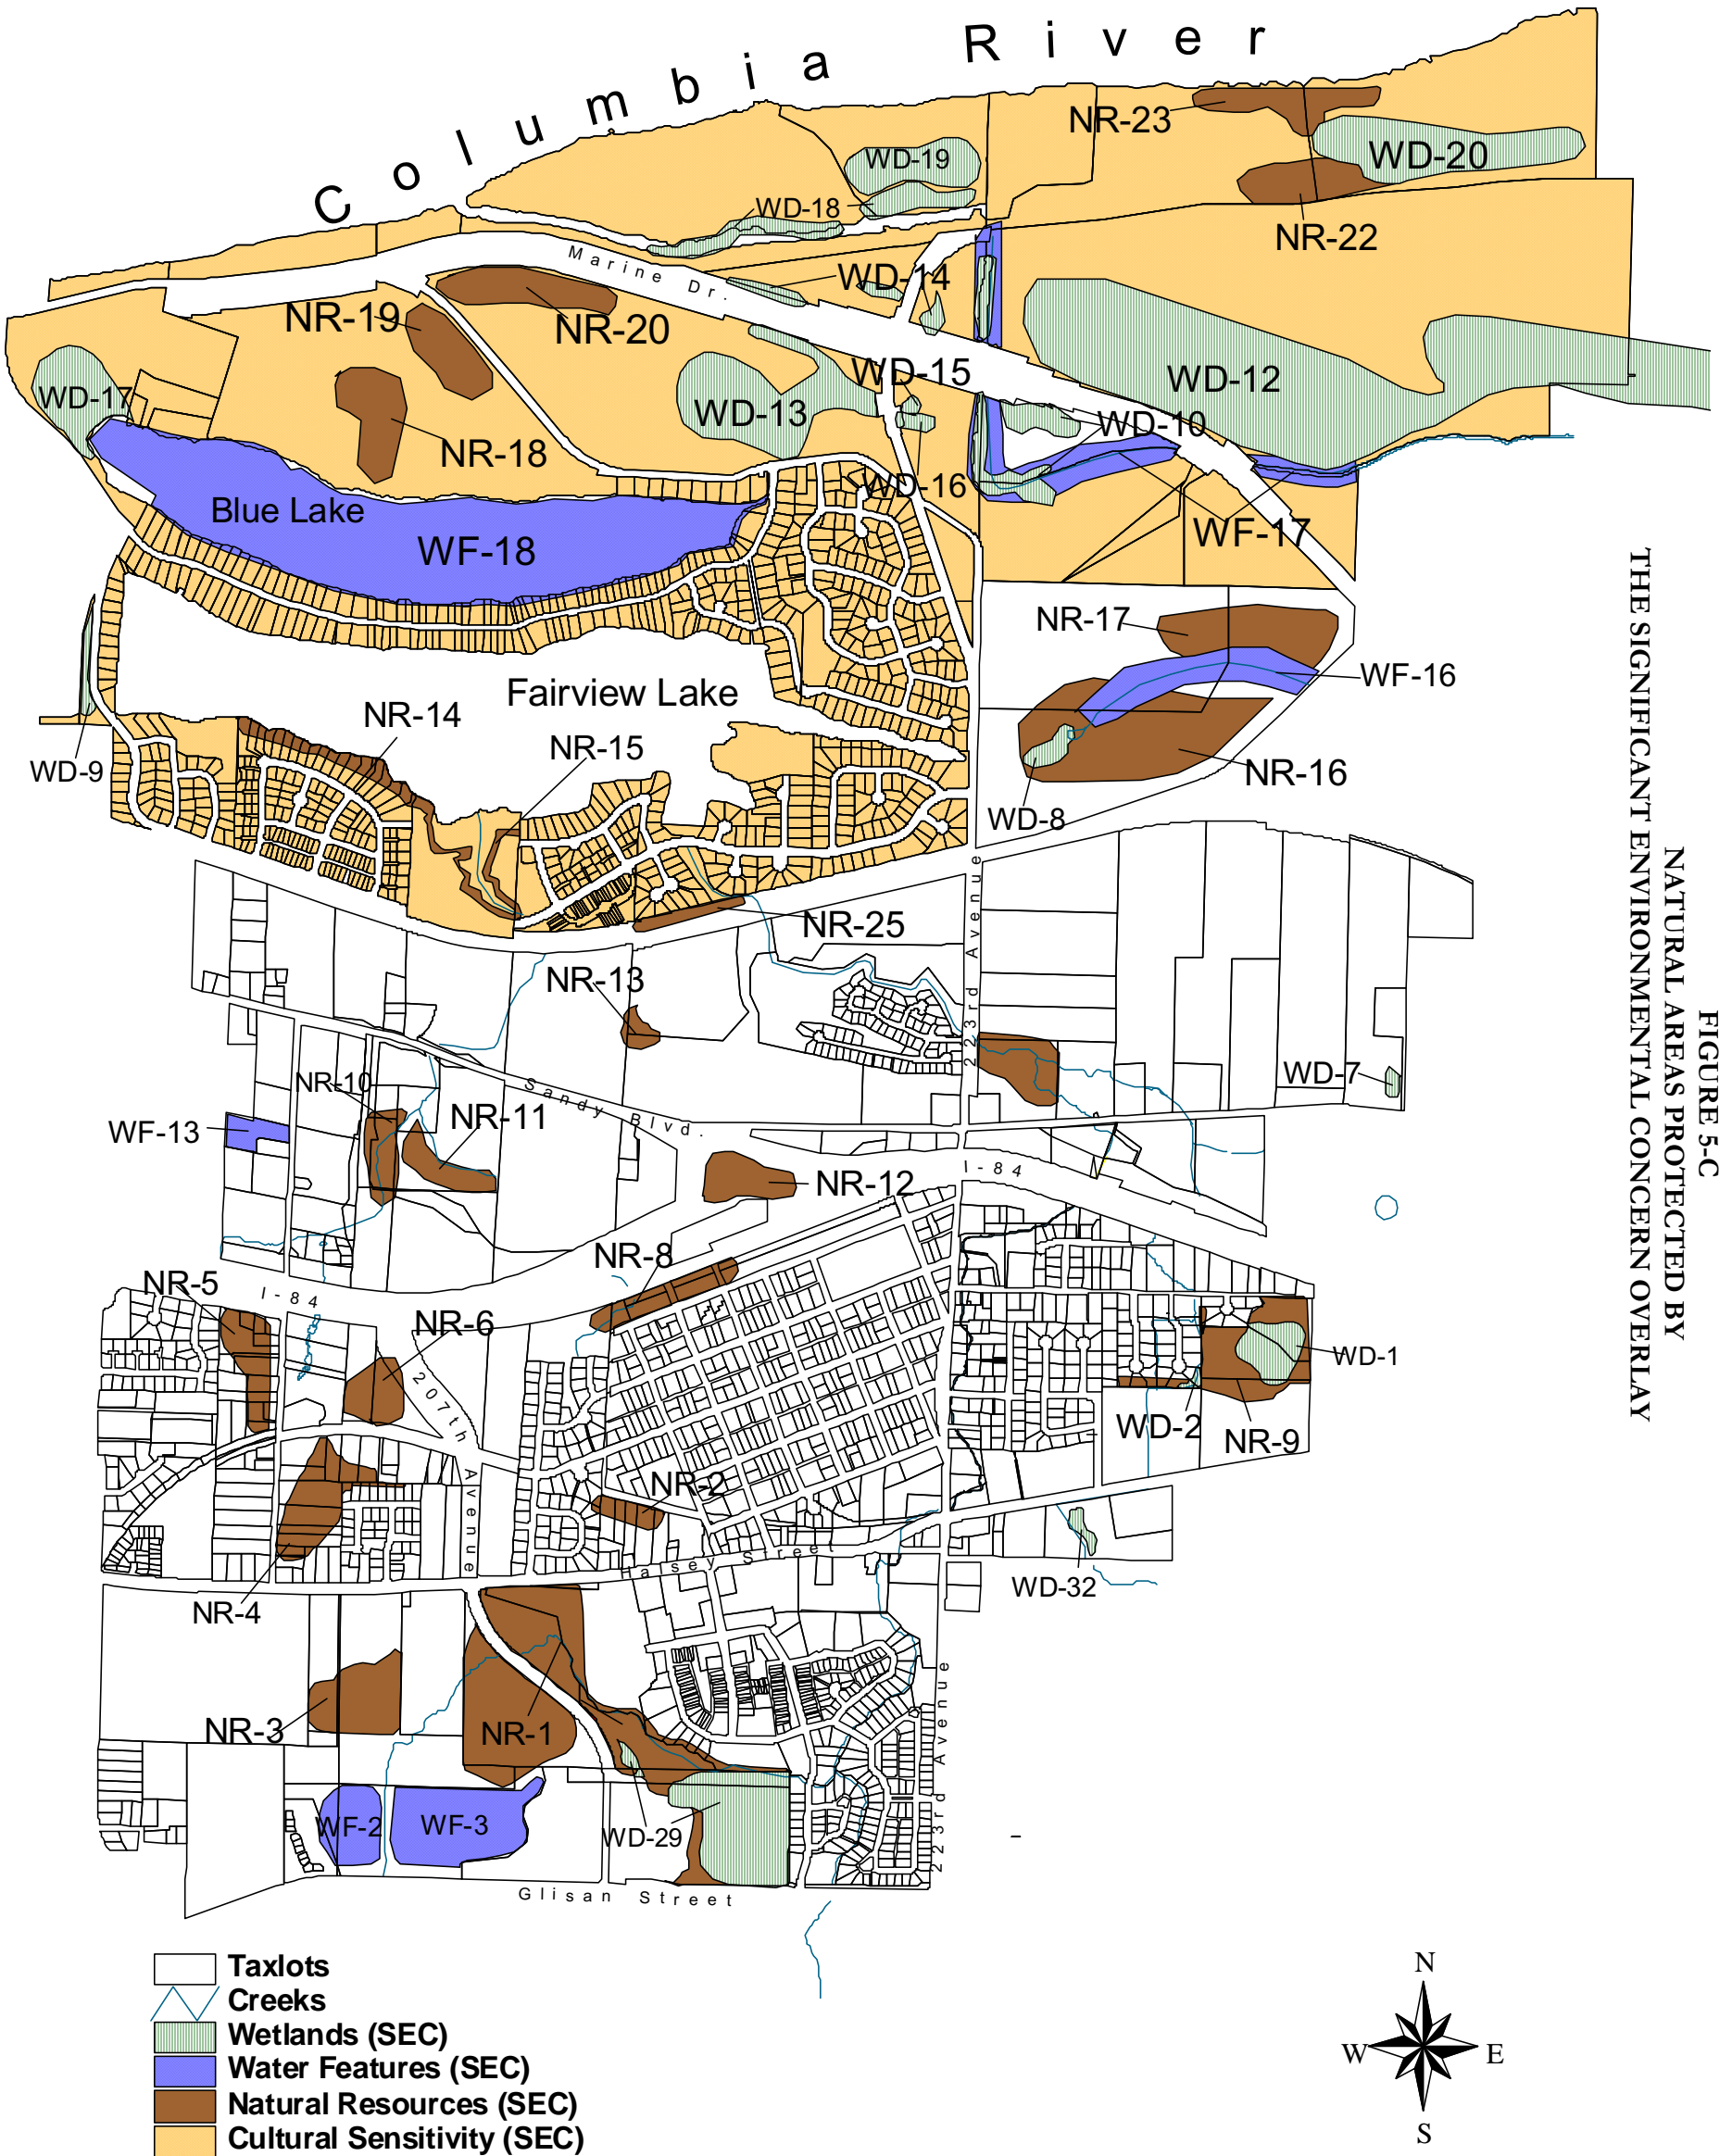 Columbia River
NR-23
WD-20
WD-19
WD-18
NR-22
Marine Dr.
WD-14
NR-19
NR-20
WD-15
WD-12
WD-17
WD-13
WD-10
NR-18
WD-16
Blue Lake
WF-18
WF-17
NR-17
WF-16
Fairview Lake
NR-14
NR-15
WD-9
NR-16
WD-8
NR-25
223rd Avenue
NR-13
WD-7
NR-10
Sandy Blvd.
NR-11
WF-13
I-84
NR-12
NR-8
NR-5
I-84
NR-6
207th Avenue
WD-1
WD-2
NR-9
NR-2
Halsey Street
WD-32
NR-4
NR-3
NR-1
223rd Avenue
WF-2
WF-3
WD-29
Glisan Street
FIGURE 5-C
NATURAL AREAS PROTECTED BY
THE SIGNIFICANT ENVIRONMENTAL CONCERN OVERLAY
Taxlots
Creeks
Wetlands (SEC)
Water Features (SEC)
Natural Resources (SEC)
Cultural Sensitivity (SEC)
N
W E
S